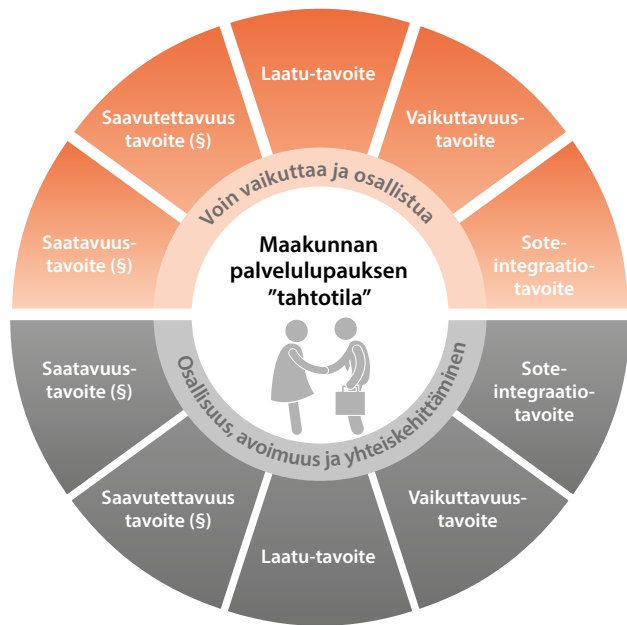 Laatu-tavoite
Saavutettavuus
tavoite (§)
Vaikuttavuus-
tavoite
Voin vaikuttaa ja osallistua
Saatavuus-
tavoite (§)
Maakunnan
palvelulupauksen
”tahtotila”
Sote-
integraatio-
tavoite
Saatavuus-
tavoite (§)
Sote-
integraatio-
tavoite
Osallisuus, avoimuus ja yhteiskehittäminen
Saavutettavuus
tavoite (§)
Vaikuttavuus-
tavoite
Laatu-tavoite